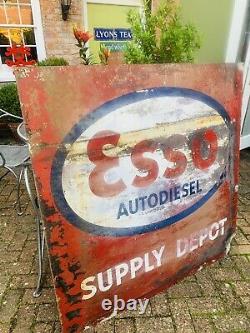 LYONS' TEA
Esso
AUTODIESEL
SUPPLY DEPOT